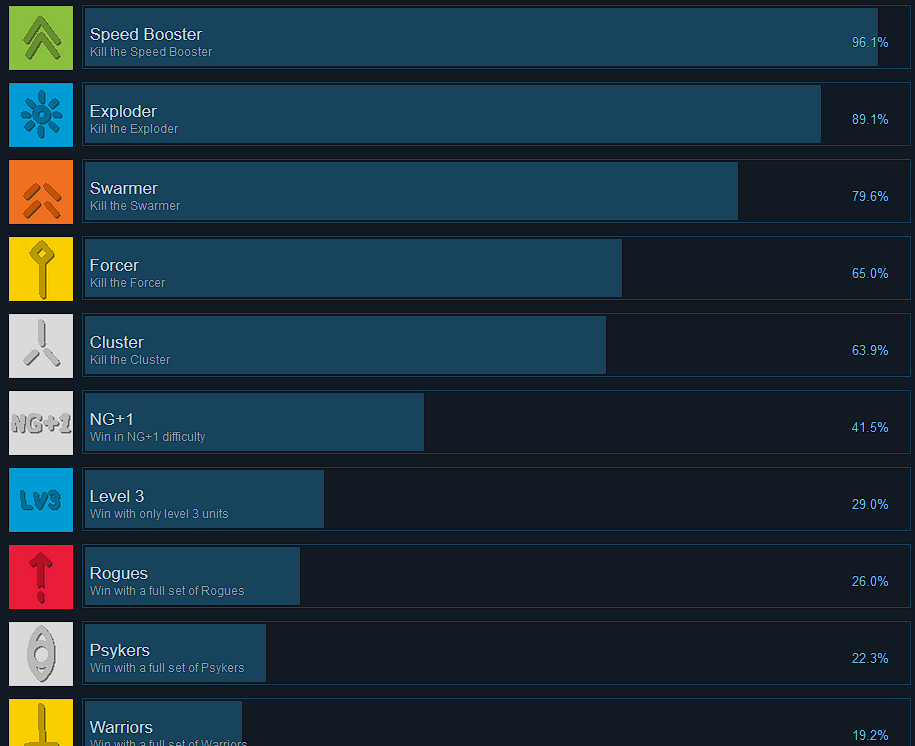 Speed Booster
Kill the Speed Booster
96.1%
Exploder
Kill the Exploder
89.1%
Swarmer
Kill the Swarmer
79.6%
Forcer
Kill the Forcer
65.0%
Cluster
Kill the Cluster
63.9%
NG+1
NG+1
Win in NG+1 difficulty
41.5%
LV3
Level 3
Win with only level 3 units
29.0%
Rogues
Win with a full set of Rogues
26.0%
Psykers
Win with a full set of Psykers
22.3%
Warriors
Win with a full set of Warriors
19.2%